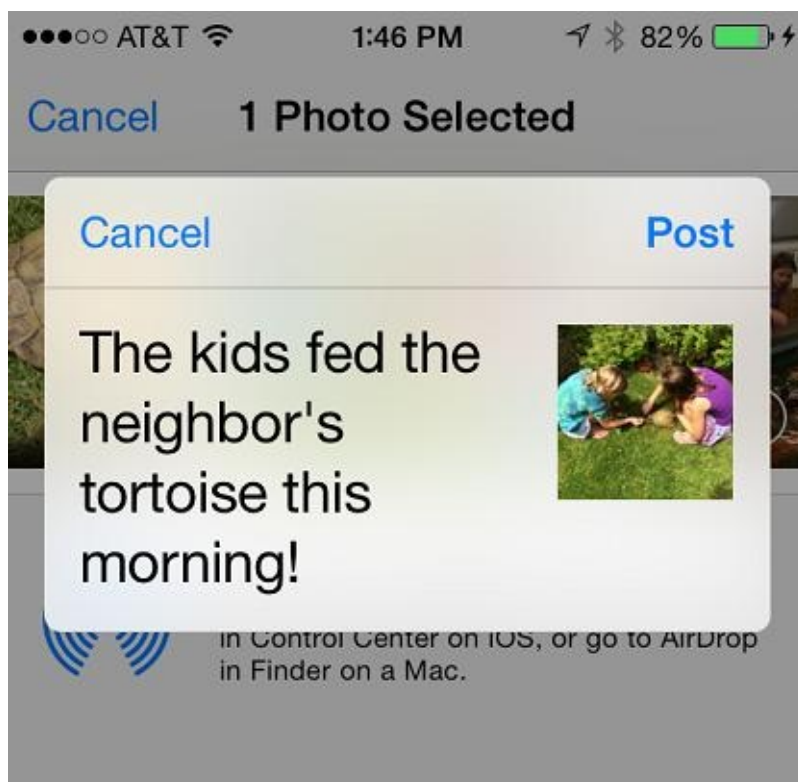 AT&T 1:46 PM 82%
Cancel 1 Photo Selected
Cancel Post
The kids fed the
neighbor's
tortoise this
morning!
in Control Center on iOS, or go to AirDrop
in Finder on a Mac.